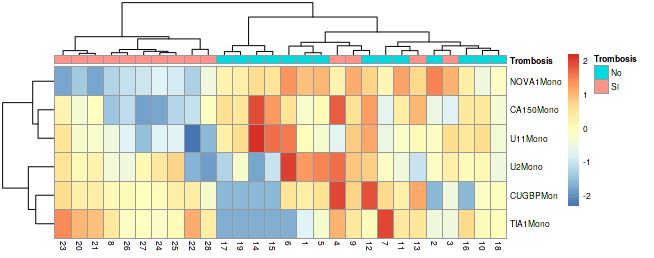 Trombosis
Trombosis
No
SI
2
1
0
-1
-2
NOVA1Mono
CA150Mono
U11Mono
U2Mono
CUGBPMon
TIA1Mono
23 20 21 8 26 27 24 25 22 28 17 19 14 15 6 1 5 4 9 12 7 11 13 2 3 16 10 18